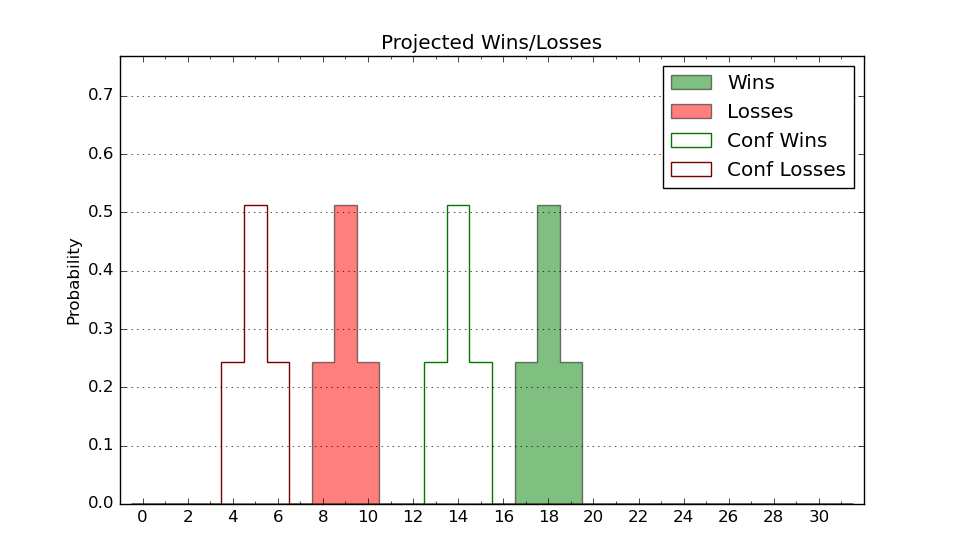 Projected Wins/Losses
Wins
Losses
Conf Wins
Conf Losses
Probability
0.7
0.6
0.5
0.4
0.3
0.2
0.1
0.0
0 2 4 6 8 10 12 14 16 18 20 22 24 26 28 30